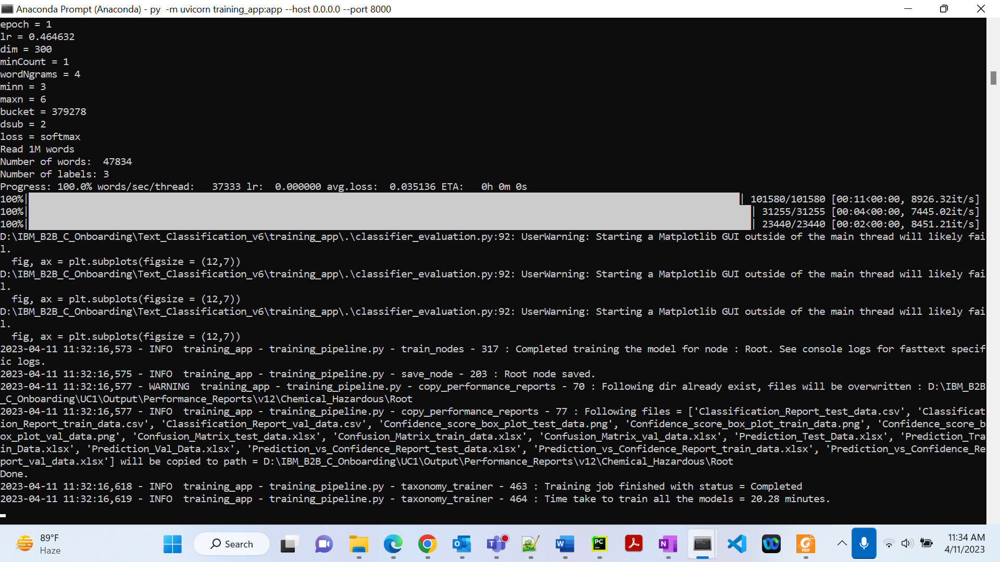 Anaconda Prompt (Anaconda) - py  -m uvicorn training_app:app --host 0.0.0.0 --port 8000
epoch = 1
lr = 0.464632
dim = 300
minCount = 1
wordNgrams = 4
minn = 3
maxn = 6
bucket = 379278
dsub = 2
loss = softmax
Read 1M words
Number of words:  47834
Number of labels: 3
Progress: 100.0% words/sec/thread:   37333 lr:  0.000000 avg.loss:  0.035136 ETA:   0h 0m 0s
100%| | 101580/101580 [00:11<00:00, 8926.32it/s]
100%| | 31255/31255 [00:04<00:00, 7445.02it/s]
100%| | 23440/23440 [00:02<00:00, 8451.21it/s]
D:\IBM_B2B_C_Onboarding\Text_Classification_v6\training_app\.\classifier_evaluation.py:92: UserWarning: Starting a Matplotlib GUI outside of the main thread will likely fai
l.
  fig, ax = plt.subplots(figsize = (12,7))
D:\IBM_B2B_C_Onboarding\Text_Classification_v6\training_app\.\classifier_evaluation.py:92: UserWarning: Starting a Matplotlib GUI outside of the main thread will likely fai
l.
  fig, ax = plt.subplots(figsize = (12,7))
D:\IBM_B2B_C_Onboarding\Text_Classification_v6\training_app\.\classifier_evaluation.py:92: UserWarning: Starting a Matplotlib GUI outside of the main thread will likely fai
l.
  fig, ax = plt.subplots(figsize = (12,7))
2023-04-11 11:32:16,573 - INFO  training_app - training_pipeline.py - train_nodes - 317 : Completed training the model for node : Root. See console logs for fasttext specif
ic logs.
2023-04-11 11:32:16,575 - INFO  training_app - training_pipeline.py - save_node - 203 : Root node saved.
2023-04-11 11:32:16,577 - WARNING  training_app - training_pipeline.py - copy_performance_reports - 70 : Following dir already exist, files will be overwritten : D:\IBM_B2B
_C_Onboarding\UC1\Output\Performance_Reports\v12\Chemical_Hazardous\Root
2023-04-11 11:32:16,577 - INFO  training_app - training_pipeline.py - copy_performance_reports - 77 : Following files = ['Classification_Report_test_data.csv', 'Classificat
ion_Report_train_data.csv', 'Classification_Report_val_data.csv', 'Confidence_score_box_plot_test_data.png', 'Confidence_score_box_plot_train_data.png', 'Confidence_score_b
ox_plot_val_data.png', 'Confusion_Matrix_test_data.xlsx', 'Confusion_Matrix_train_data.xlsx', 'Confusion_Matrix_val_data.xlsx', 'Prediction_Test_Data.xlsx', 'Prediction_Tra
in_Data.xlsx', 'Prediction_Val_Data.xlsx', 'Prediction_vs_Confidence_Report_test_data.xlsx', 'Prediction_vs_Confidence_Report_train_data.xlsx', 'Prediction_vs_Confidence_Re
port_val_data.xlsx'] will be copied to path = D:\IBM_B2B_C_Onboarding\UC1\Output\Performance_Reports\v12\Chemical_Hazardous\Root
Done.
2023-04-11 11:32:16,618 - INFO  training_app - training_pipeline.py - taxonomy_trainer - 463 : Training job finished with status = Completed
2023-04-11 11:32:16,619 - INFO  training_app - training_pipeline.py - taxonomy_trainer - 464 : Time take to train all the models = 20.28 minutes.
89°F
Haze
Search
11:34 AM
4/11/2023